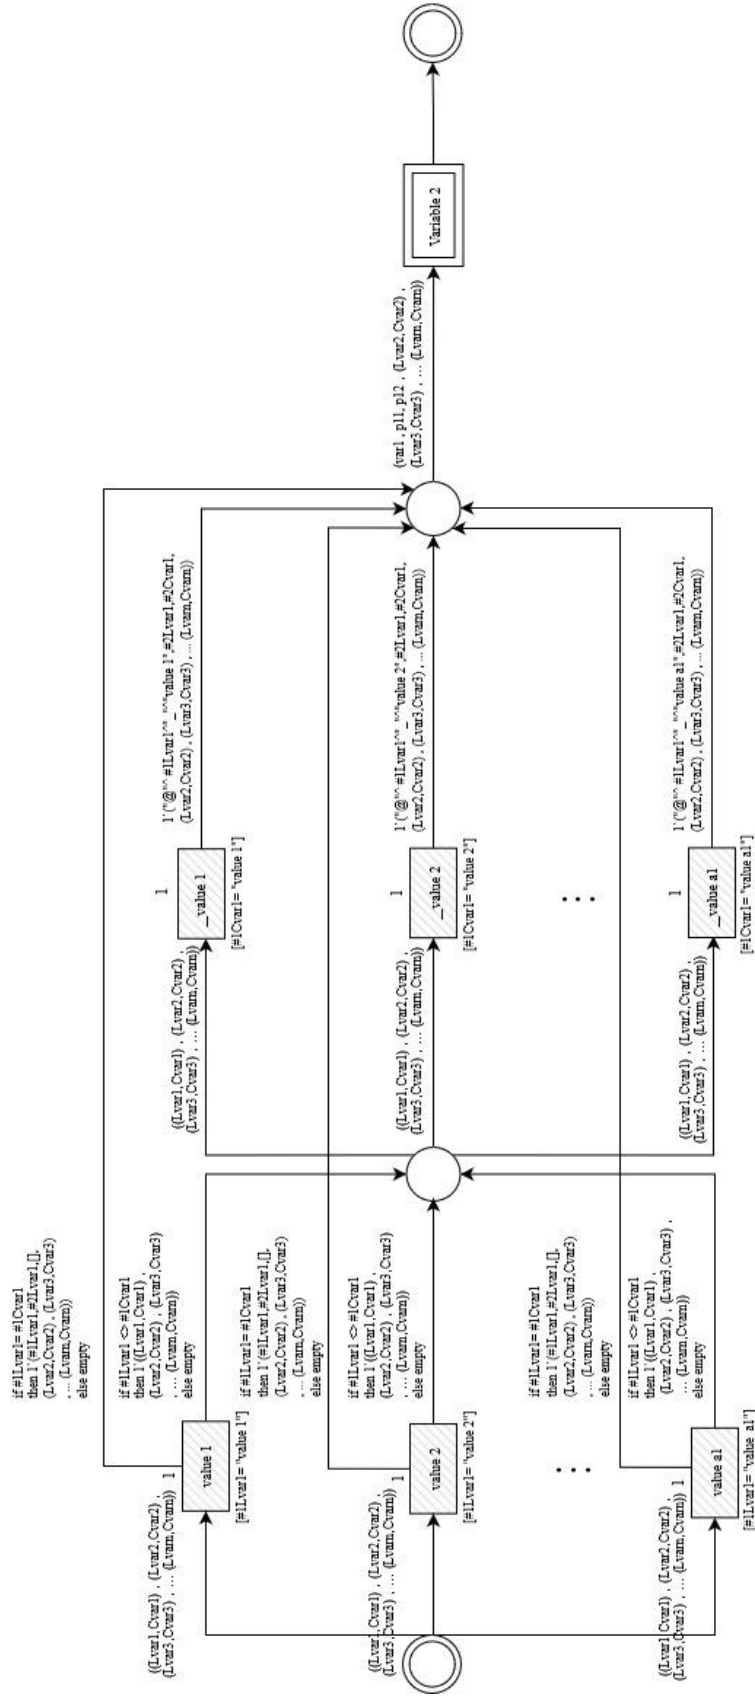 if #1Lvar1= #1Cvar1
then 1`(#1Lvar1,#2Lvar1,[],
(Lvar2,Cvar2) , (Lvar3,Cvar3)
, ... (Lvarn,Cvarn))
else empty
if #1Lvar1 <> #1Cvar1
then 1`((Lvar1,Cvar1) ,
(Lvar2,Cvar2) , (Lvar3,Cvar3)
, ... (Lvarn,Cvarn))
else empty
((Lvar1,Cvar1) , (Lvar2,Cvar2) ,
(Lvar3,Cvar3) , ... (Lvarn,Cvarn))
1
value 1
[#1Lvar1= "value 1"]
((Lvar1,Cvar1) , (Lvar2,Cvar2) ,
(Lvar3,Cvar3) , ... (Lvarn,Cvarn))
1
_value 1
[#1Cvar1= "value 1"]
1`("@"^ #1Lvar1^"_"^"value 1",#2Lvar1,#2Cvar1,
(Lvar2,Cvar2) , (Lvar3,Cvar3) , ... (Lvarn,Cvarn))
if #1Lvar1= #1Cvar1
then 1`(#1Lvar1,#2Lvar1,[],
(Lvar2,Cvar2) , (Lvar3,Cvar3)
, ... (Lvarn,Cvarn))
else empty
if #1Lvar1 <> #1Cvar1
then 1`((Lvar1,Cvar1) ,
(Lvar2,Cvar2) , (Lvar3,Cvar3)
, ... (Lvarn,Cvarn))
else empty
((Lvar1,Cvar1) , (Lvar2,Cvar2) ,
(Lvar3,Cvar3) , ... (Lvarn,Cvarn))
1
value 2
[#1Lvar1= "value 2"]
((Lvar1,Cvar1) , (Lvar2,Cvar2) ,
(Lvar3,Cvar3) , ... (Lvarn,Cvarn))
1
_value 2
[#1Cvar1= "value 2"]
1`("@"^ #1Lvar1^"_"^"value 2",#2Lvar1,#2Cvar1,
(Lvar2,Cvar2) , (Lvar3,Cvar3) , ... (Lvarn,Cvarn))
(var1 , p11, p12 , (Lvar2,Cvar2) ,
(Lvar3,Cvar3) , ... (Lvarn,Cvarn))
Variable 2
. . .
. . .
if #1Lvar1= #1Cvar1
then 1`(#1Lvar1,#2Lvar1,[],
(Lvar2,Cvar2) , (Lvar3,Cvar3)
, ... (Lvarn,Cvarn))
else empty
if #1Lvar1 <> #1Cvar1
then 1`((Lvar1,Cvar1) ,
(Lvar2,Cvar2) , (Lvar3,Cvar3) ,
... (Lvarn,Cvarn))
else empty
((Lvar1,Cvar1) , (Lvar2,Cvar2) ,
(Lvar3,Cvar3) , ... (Lvarn,Cvarn))
1
value a1
[#1Lvar1= "value a1"]
((Lvar1,Cvar1) , (Lvar2,Cvar2) ,
(Lvar3,Cvar3) , ... (Lvarn,Cvarn))
1
_value a1
[#1Cvar1= "value a1"]
1`("@"^ #1Lvar1^"_"^"value a1",#2Lvar1,#2Cvar1,
(Lvar2,Cvar2) , (Lvar3,Cvar3) , ... (Lvarn,Cvarn))